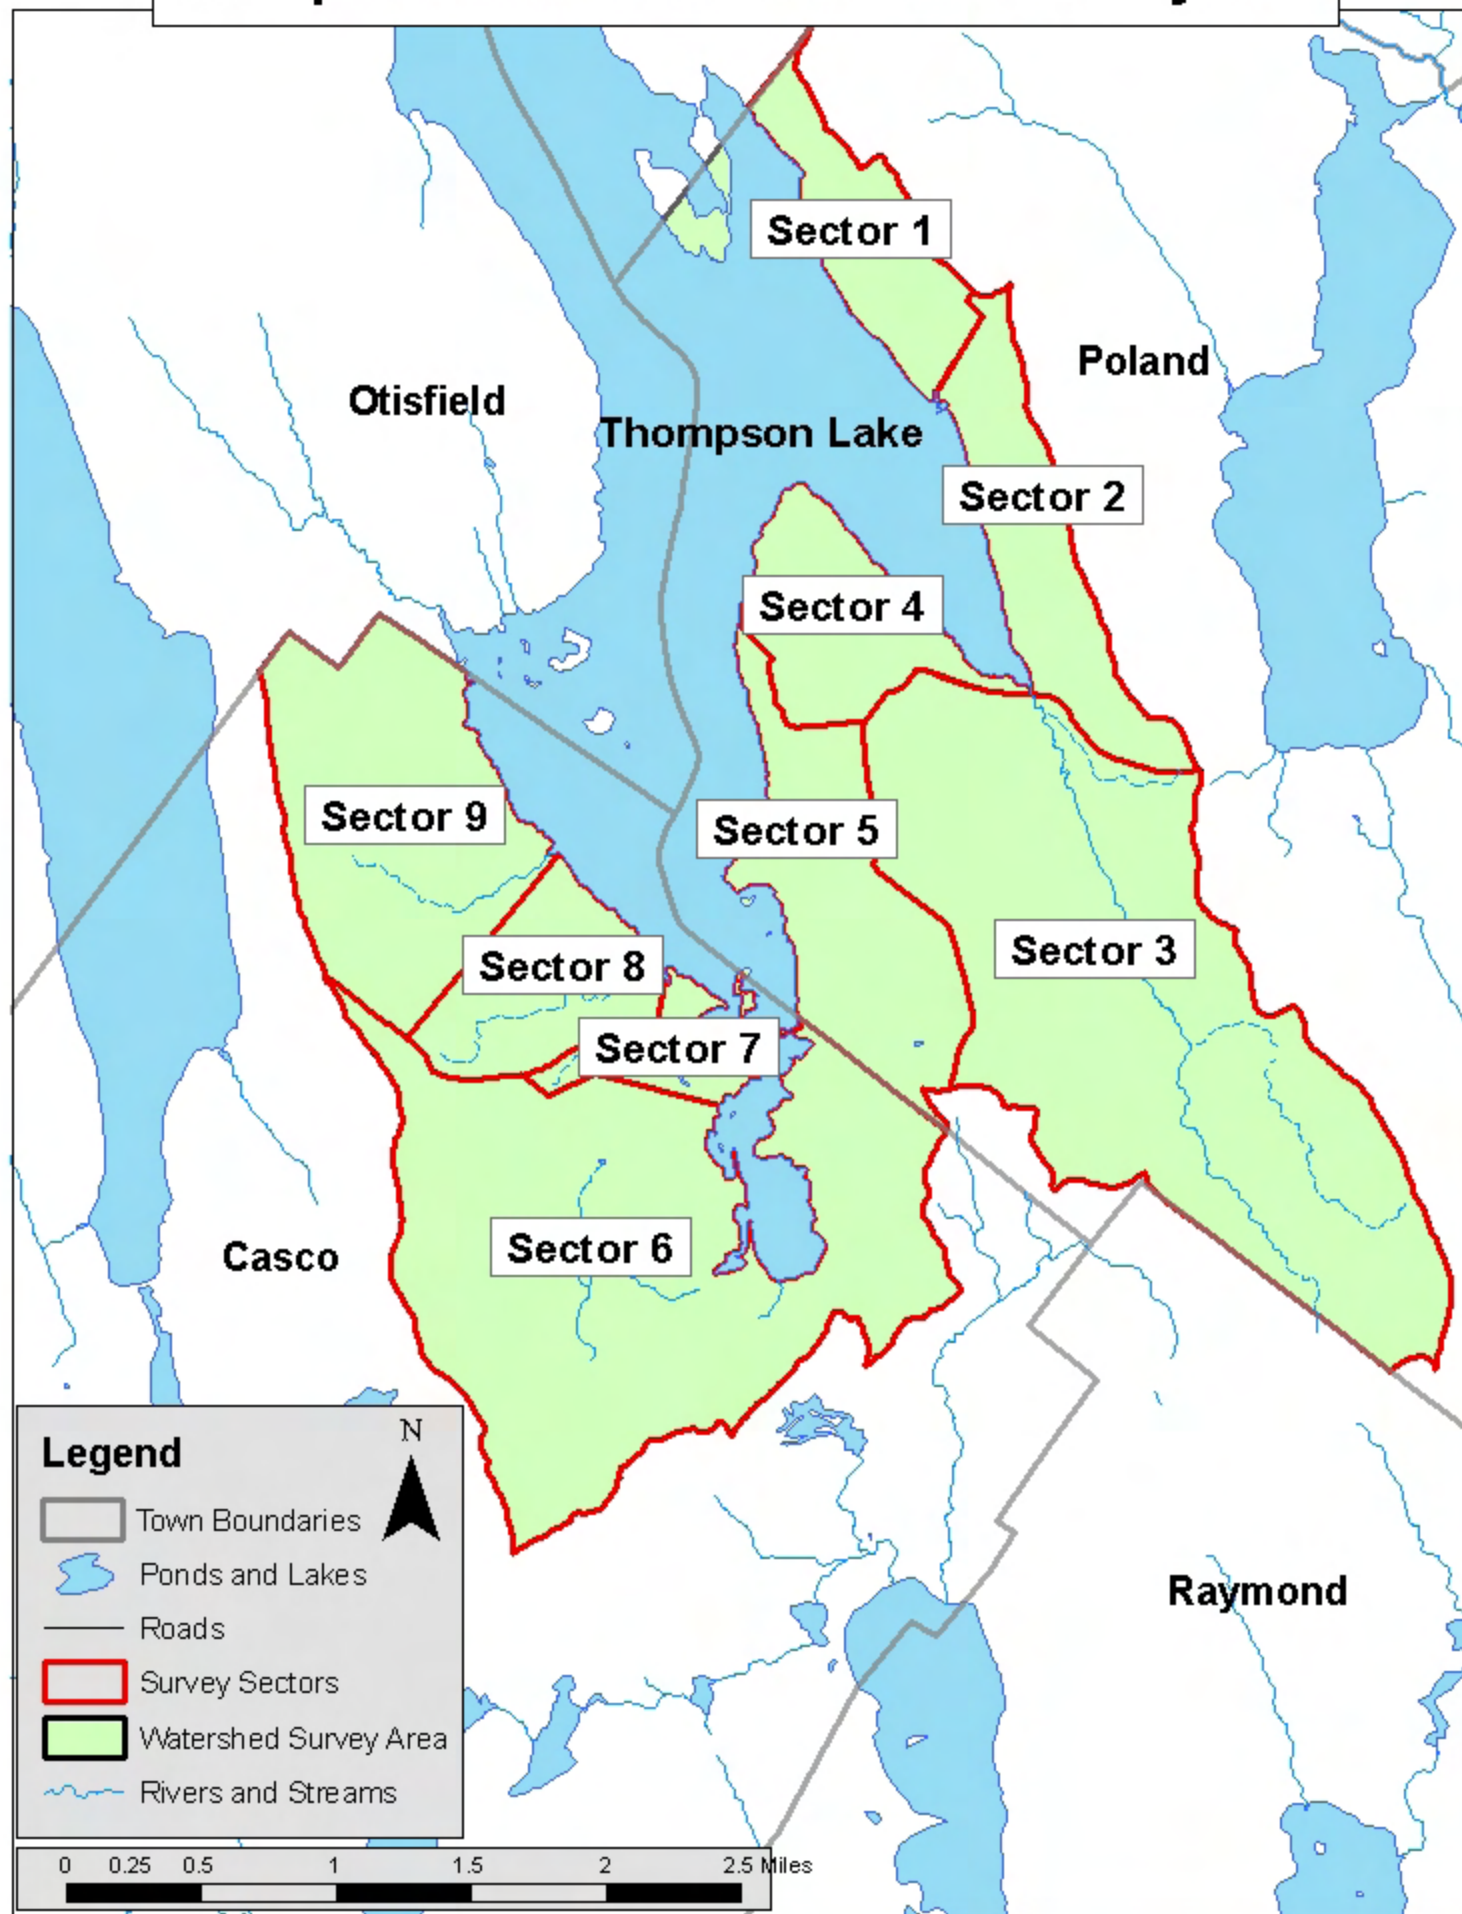 Sector 1
Poland
Otisfield
Thompson Lake
Sector 2
Sector 4
Sector 9
Sector 5
Sector 3
Sector 8
Sector 7
Sector 6
Casco
Raymond
Legend
N
Town Boundaries
Ponds and Lakes
Roads
Survey Sectors
Watershed Survey Area
Rivers and Streams
0 0.25 0.5 1 1.5 2 2.5 Miles